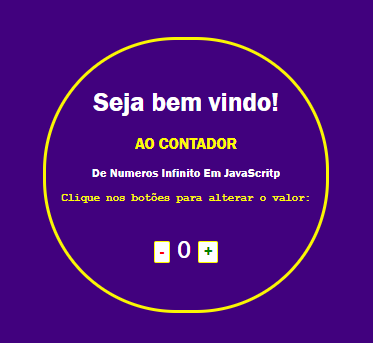 Seja bem vindo!
AO CONTADOR
De Numeros Infinito Em JavaScritp
Clique nos botões para alterar o valor:
- 0 +